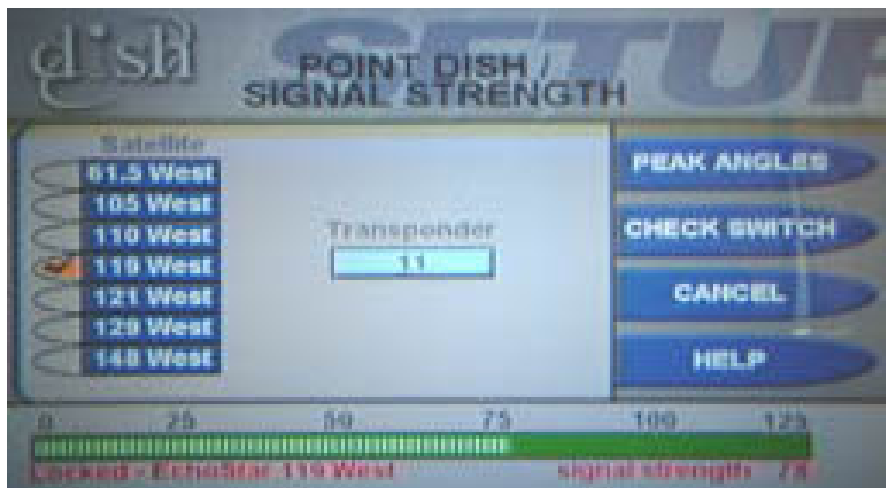 dish SETUP
POINT DISH /
SIGNAL STRENGTH
Satellite
61.5 West
105 West
110 West
119 West
121 West
129 West
148 West
Transponder
11
PEAK ANGLES
CHECK SWITCH
CANCEL
HELP
0 25 50 75 100 125
Locked - EchoStar 119 West signal strength 78